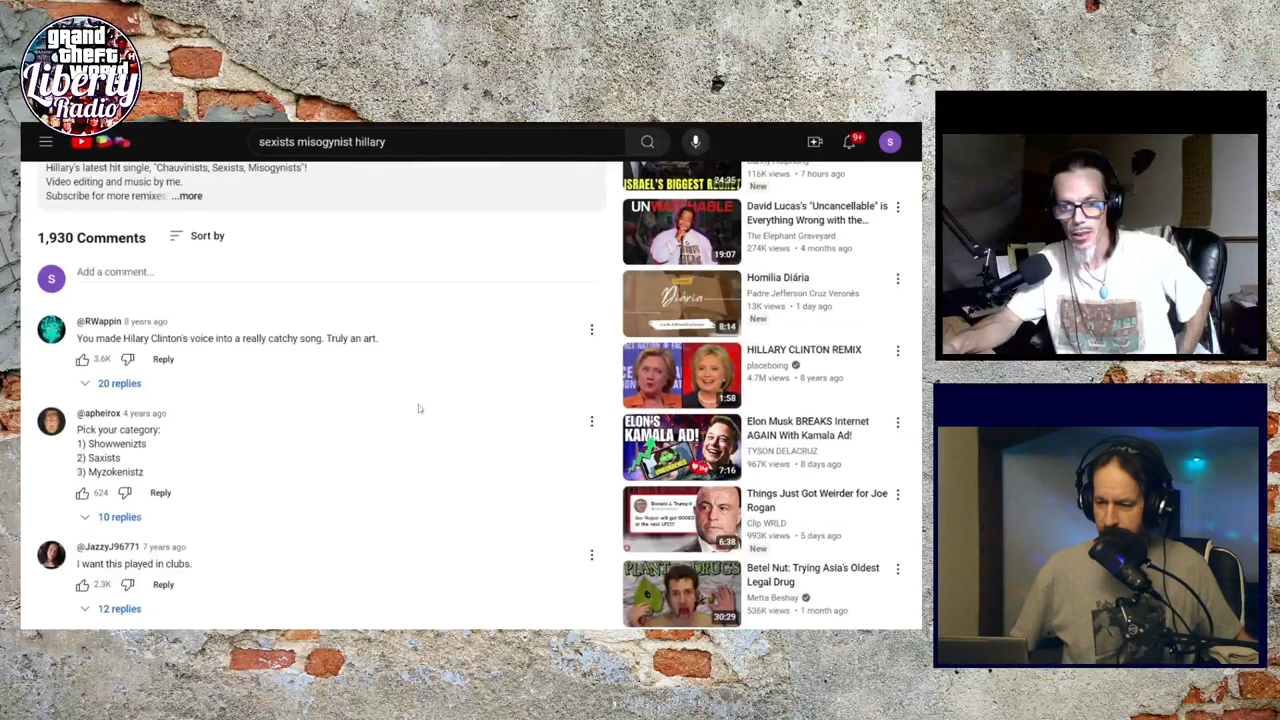 grand
theft
world
Liberty
Radio
sexists misogynist hillary
9+
S
Hillary's latest hit single, "Chauvinists, Sexists, Misogynists"!
Video editing and music by me.
Subscribe for more remixes: ...more
1,930 Comments
Sort by
S
Add a comment...
@RWappin 8 years ago
You made Hilary Clinton's voice into a really catchy song. Truly an art.
3.6K
Reply
20 replies
@apheirox 4 years ago
Pick your category:
1) Showwenizts
2) Saxists
3) Myzokenistz
624
Reply
10 replies
@JazzyJ96771 7 years ago
I want this played in clubs.
2.3K
Reply
12 replies
ISRAEL'S BIGGEST REGRET
24:35
116K views • 7 hours ago
New
UNWATCHABLE
19:07
David Lucas's "Uncancellable" is
Everything Wrong with the...
The Elephant Graveyard
274K views • 4 months ago
Diária
8:14
Homilia Diária
Padre Jefferson Cruz Veronês
13K views • 1 day ago
New
1:58
HILLARY CLINTON REMIX
placeboing
4.7M views • 8 years ago
ELON'S
KAMALA AD!
7:16
Elon Musk BREAKS Internet
AGAIN With Kamala Ad!
TYSON DELACRUZ
967K views • 8 days ago
Donald J. Trump
6:38
Things Just Got Weirder for Joe
Rogan
Clip WRLD
993K views • 5 days ago
New
PLANT DRUGS
30:29
Betel Nut: Trying Asia's Oldest
Legal Drug
Metta Beshay
536K views • 1 month ago